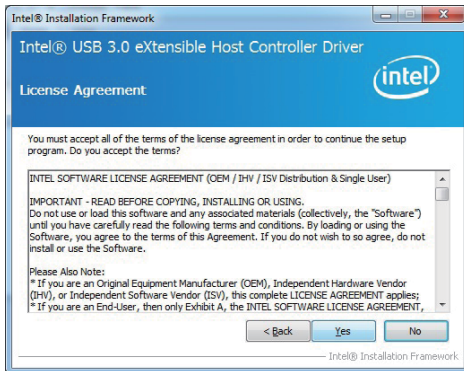 Intel® Installation Framework
Intel® USB 3.0 eXtensible Host Controller Driver
intel
License Agreement
You must accept all of the terms of the license agreement in order to continue the setup
program. Do you accept the terms?
INTEL SOFTWARE LICENSE AGREEMENT (OEM / IHV / ISV Distribution & Single User)
IMPORTANT - READ BEFORE COPYING, INSTALLING OR USING.
Do not use or load this software and any associated materials (collectively, the "Software")
until you have carefully read the following terms and conditions. By loading or using the
Software, you agree to the terms of this Agreement. If you do not wish to so agree, do not
install or use the Software.
Please Also Note:
* If you are an Original Equipment Manufacturer (OEM), Independent Hardware Vendor
(IHV), or Independent Software Vendor (ISV), this complete LICENSE AGREEMENT applies;
* If you are an End-User, then only Exhibit A, the INTEL SOFTWARE LICENSE AGREEMENT,
< Back Yes No
Intel® Installation Framework